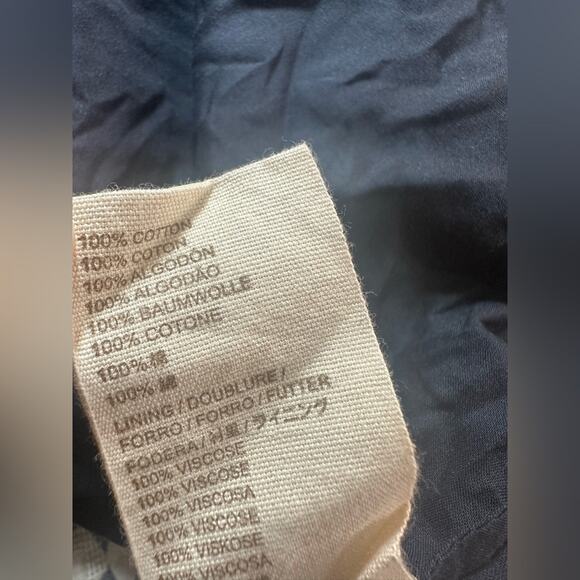 100% COTTON
100% COTON
100% ALGODÓN
100% ALGODÃO
100% BAUMWOLLE
100% COTONE
100% 棉
100% 綿
LINING / DOUBLURE /
FORRO / FORRO / FUTTER
FODERA / 衬里 / ライニング
100% VISCOSE
100% VISCOSE
100% VISCOSA
100% VISCOSE
100% VISKOSE
100% VISCOSA